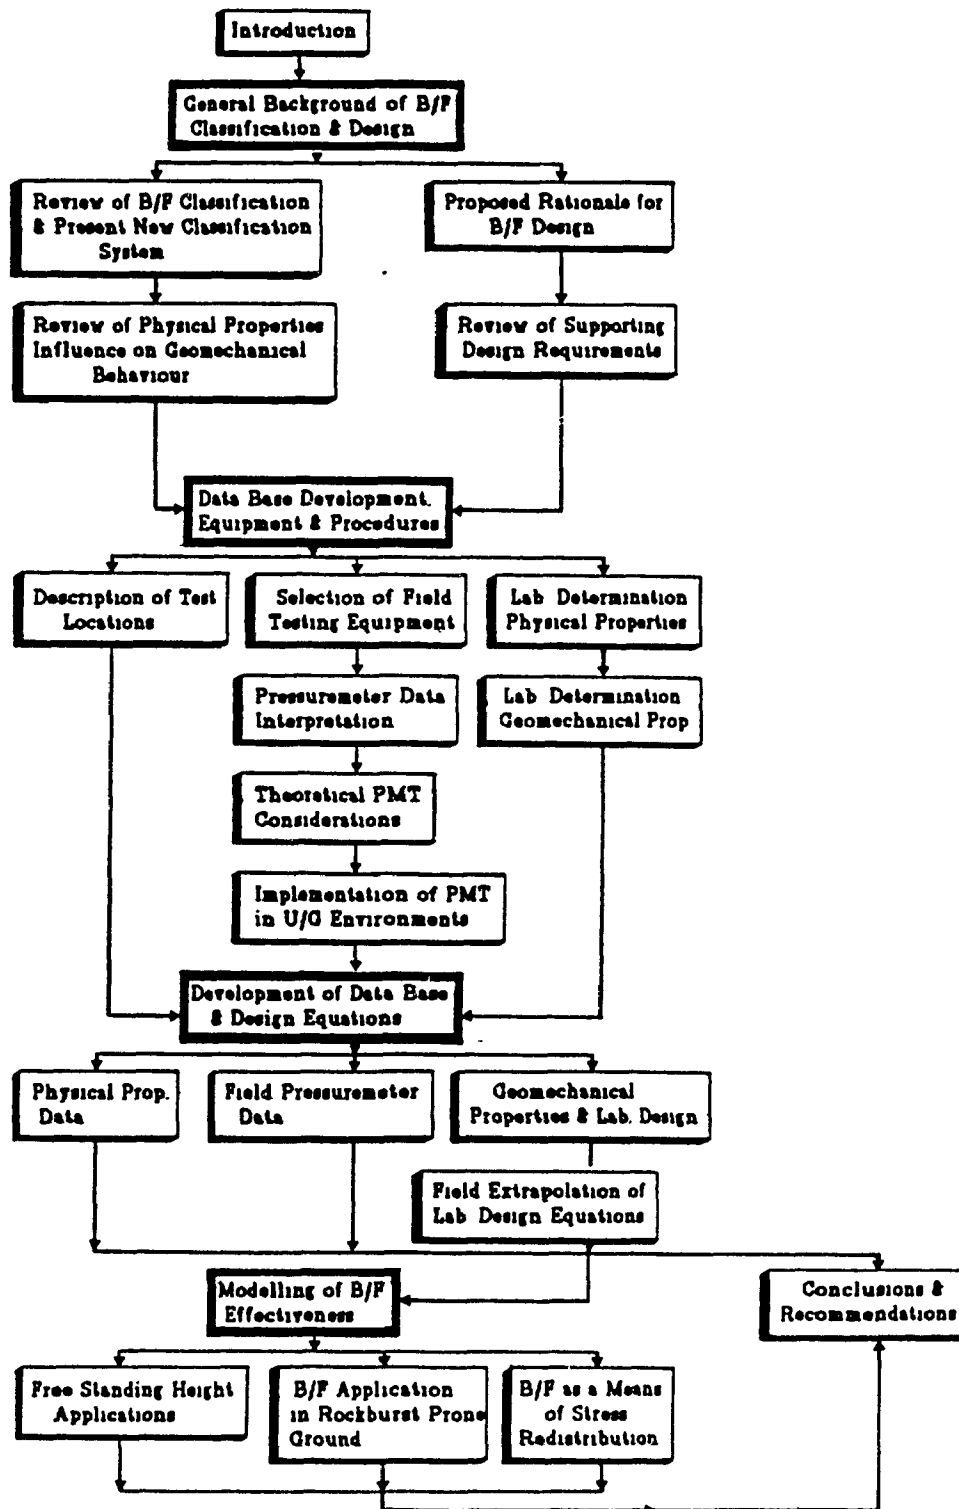 Introduction
General Background of B/F
Classification & Design
Review of B/F Classification
& Present New Classification
System
Proposed Rationale for
B/F Design
Review of Physical Properties
Influence on Geomechanical
Behaviour
Review of Supporting
Design Requirements
Data Base Development,
Equipment & Procedures
Description of Test
Locations
Selection of Field
Testing Equipment
Lab Determination
Physical Properties
Pressuremeter Data
Interpretation
Lab Determination
Geomechanical Prop
Theoretical PMT
Considerations
Implementation of PMT
in U/G Environments
Development of Data Base
& Design Equations
Physical Prop.
Data
Field Pressuremeter
Data
Geomechanical
Properties & Lab. Design
Field Extrapolation of
Lab Design Equations
Modelling of B/F
Effectiveness
Conclusions &
Recommendations
Free Standing Height
Applications
B/F Application
in Rockburst Prone
Ground
B/F as a Means
of Stress
Redistribution